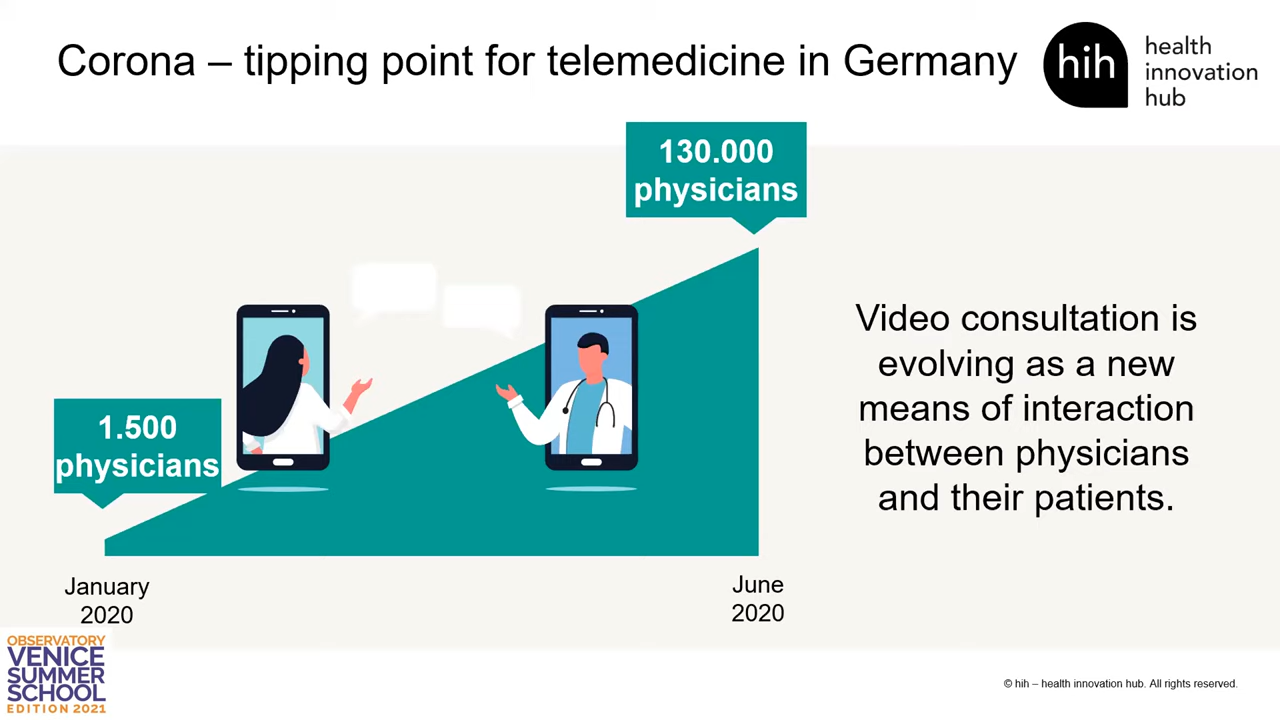 Corona – tipping point for telemedicine in Germany
hih
health
innovation
hub
130.000
physicians
1.500
physicians
Video consultation is
evolving as a new
means of interaction
between physicians
and their patients.
January
2020
June
2020
OBSERVATORY
VENICE
SUMMER
SCHOOL
EDITION 2021
© hih – health innovation hub. All rights reserved.